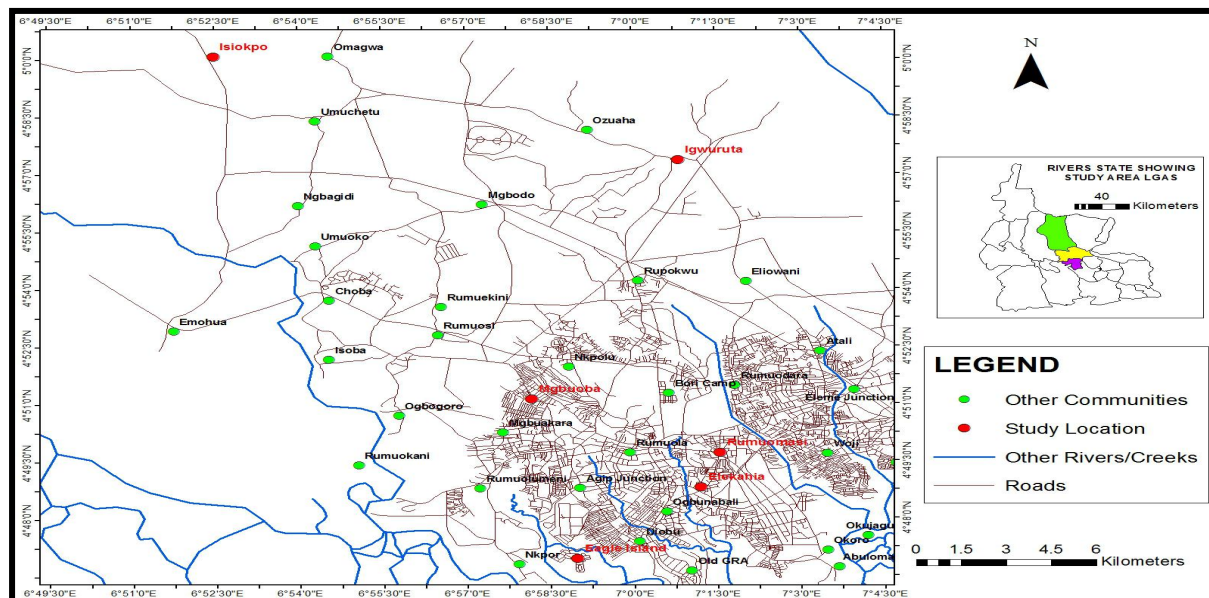 6°49'30"E 6°51'0"E 6°52'30"E 6°54'0"E 6°55'30"E 6°57'0"E 6°58'30"E 7°0'0"E 7°1'30"E 7°3'0"E 7°4'30"E
Isiokpo
Omagwa
Umuchetu
Ozuaha
Igwuruta
Ngbagidi
Mgbodo
Umuoko
Rupokwu
Eliowani
Choba
Rumuekini
Emohua
Rumuosi
Atali
Isoba
Nkpolu
Rumuodara
Bori Camp
Mgbuoba
Eleme Junction
Ogbogoro
Mgbuakara
Rumuola
Rumuomasi
Woji
Rumuokani
Rumuolumeni
Agip Junction
Elekahia
Ogbunabali
Okujagu
Diobu
Okoro
Eagle Island
Nkpor
Old GRA
Abuloma
5°0'0"N
4°58'30"N
4°57'0"N
4°55'30"N
4°54'0"N
4°52'30"N
4°51'0"N
4°49'30"N
4°48'0"N
5°0'0"N
4°58'30"N
4°57'0"N
4°55'30"N
4°54'0"N
4°52'30"N
4°51'0"N
4°49'30"N
4°48'0"N
6°49'30"E 6°51'0"E 6°52'30"E 6°54'0"E 6°55'30"E 6°57'0"E 6°58'30"E 7°0'0"E 7°1'30"E 7°3'0"E 7°4'30"E
N
RIVERS STATE SHOWING
STUDY AREA LGAS
40
Kilometers
LEGEND
Other Communities
Study Location
Other Rivers/Creeks
Roads
0 1.5 3 4.5 6
Kilometers